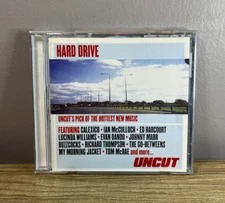 HARD DRIVE
UNCUT'S PICK OF THE HOTTEST NEW MUSIC
FEATURING CALEXICO • IAN McCULLOCH • ED HARCOURT
LUCINDA WILLIAMS • EVAN DANDO • JOHNNY MARR
BUZZCOCKS • RICHARD THOMPSON • THE GO-BETWEENS
MY MORNING JACKET • TOM McRAE and more...
UNCUT